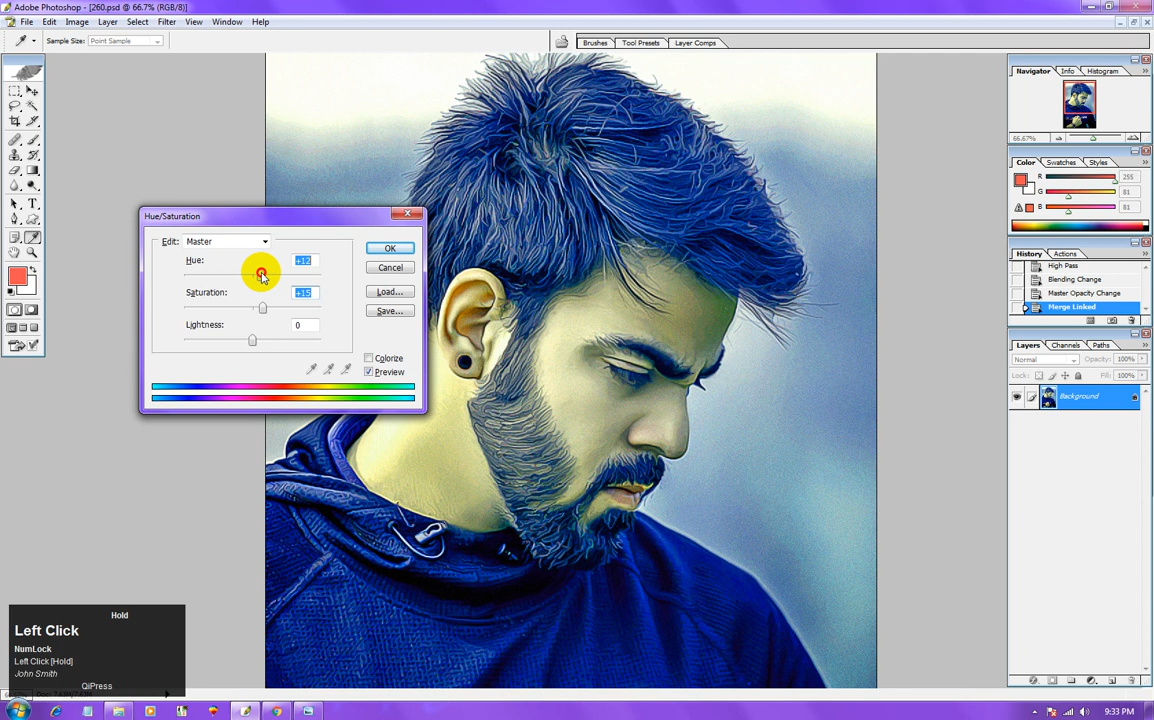 Adobe Photoshop - [260.psd @ 66.7% (RGB/8)]
File Edit Image Layer Select Filter View Window Help
Sample Size: Point Sample
Brushes Tool Presets Layer Comps
Navigator Info Histogram
66.67%
Color Swatches Styles
R 255
G 81
B 81
Hue/Saturation
Edit: Master
Hue: +12
Saturation: +15
Lightness: 0
OK
Cancel
Load...
Save...
Colorize
Preview
History Actions
High Pass
Blending Change
Master Opacity Change
Merge Linked
Layers Channels Paths
Normal Opacity: 100%
Lock: Fill: 100%
Background
Hold
Left Click
NumLock
Left Click [Hold]
John Smith
QiPress
9:33 PM